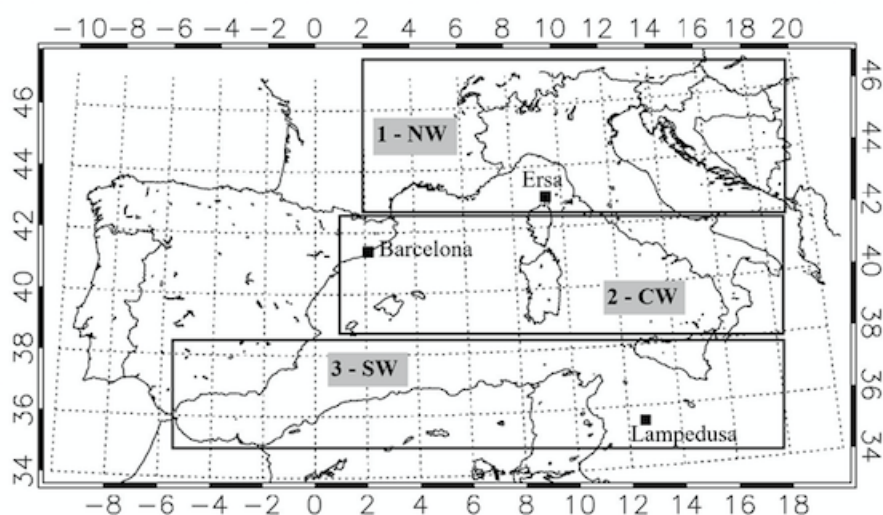 −10 −8 −6 −4 −2 0 2 4 6 8 10 12 14 16 18 20
46 46
1 - NW
44 44
Ersa
42 42
Barcelona
40 40
2 - CW
38 38
3 - SW
36 36
Lampedusa
34 34
−8 −6 −4 −2 0 2 4 6 8 10 12 14 16 18